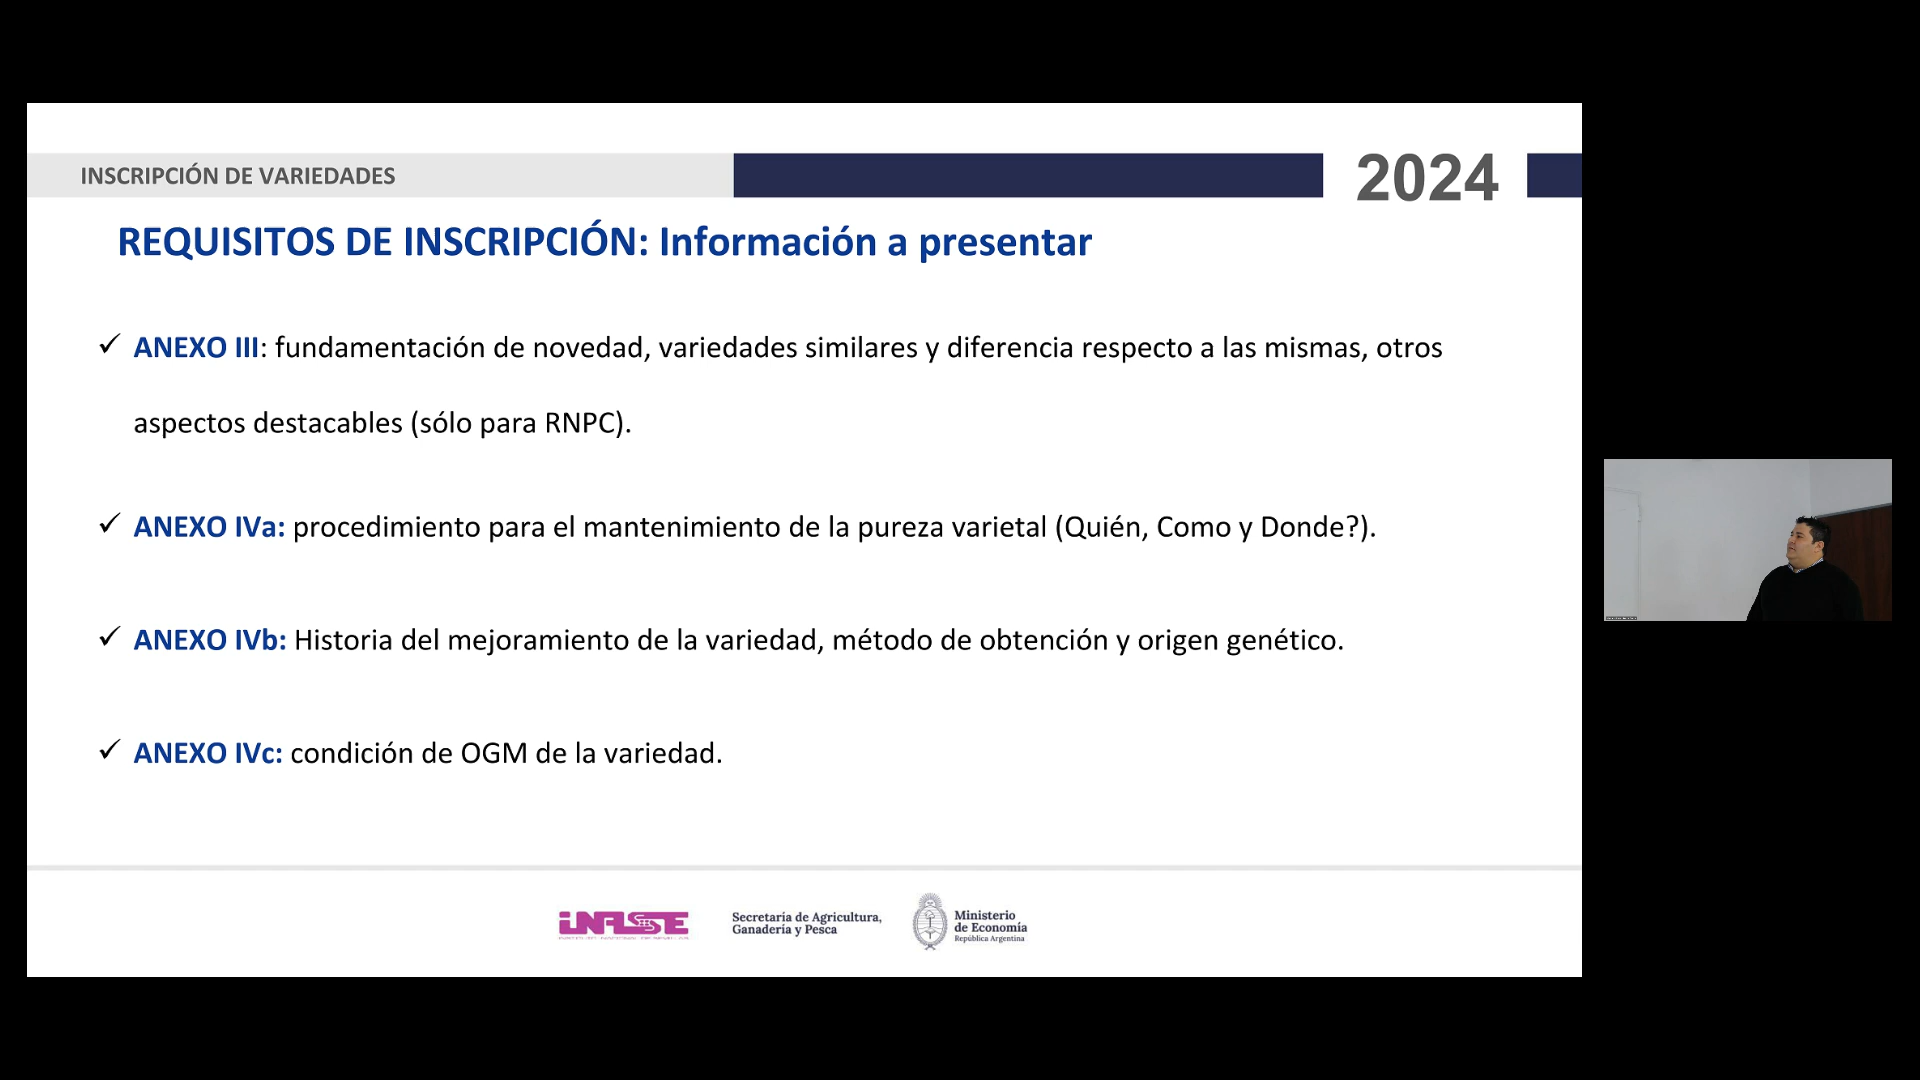 INSCRIPCIÓN DE VARIEDADES
2024
REQUISITOS DE INSCRIPCIÓN: Información a presentar
✓ ANEXO III: fundamentación de novedad, variedades similares y diferencia respecto a las mismas, otros
aspectos destacables (sólo para RNPC).
✓ ANEXO IVa: procedimiento para el mantenimiento de la pureza varietal (Quién, Como y Donde?).
✓ ANEXO IVb: Historia del mejoramiento de la variedad, método de obtención y origen genético.
✓ ANEXO IVc: condición de OGM de la variedad.
iNASE
Secretaría de Agricultura,
Ganadería y Pesca
Ministerio
de Economía
República Argentina